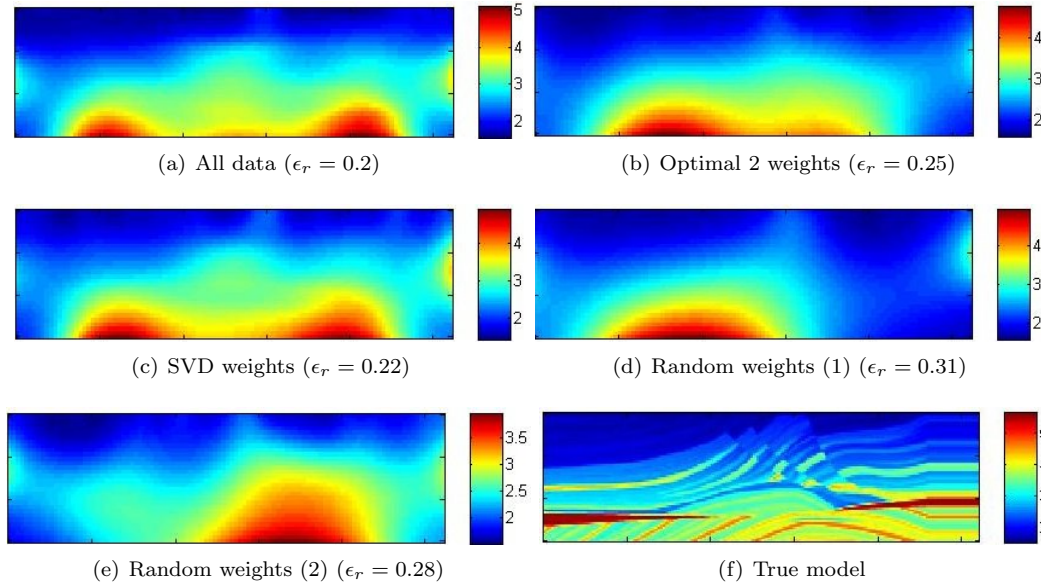 5
4
3
2
4
3
2
(a) All data (ϵr = 0.2)
(b) Optimal 2 weights (ϵr = 0.25)
4
3
2
4
3
2
(c) SVD weights (ϵr = 0.22)
(d) Random weights (1) (ϵr = 0.31)
3.5
3
2.5
2
(e) Random weights (2) (ϵr = 0.28)
(f) True model